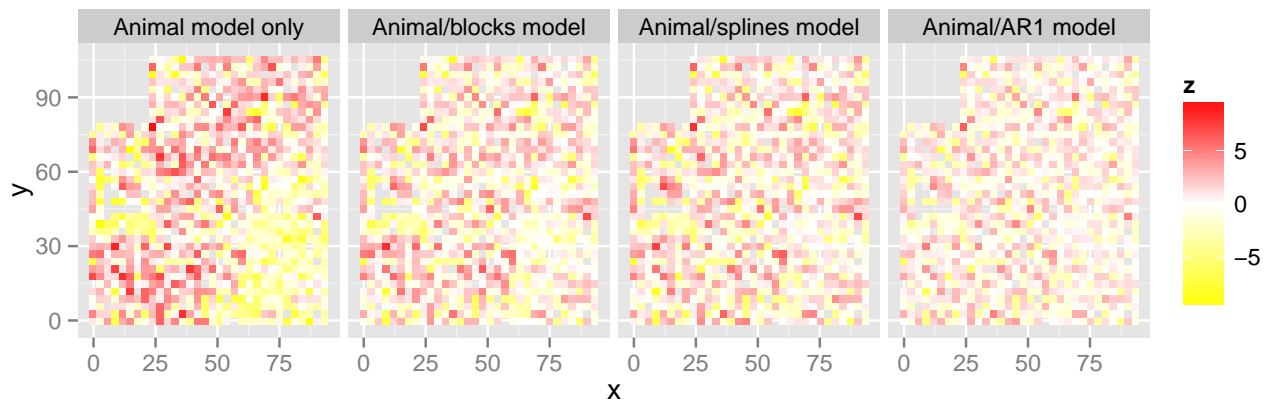 Animal model only
Animal/blocks model
Animal/splines model
Animal/AR1 model
90
60
30
0
y
0 25 50 75
0 25 50 75
0 25 50 75
0 25 50 75
x
z
5
0
−5